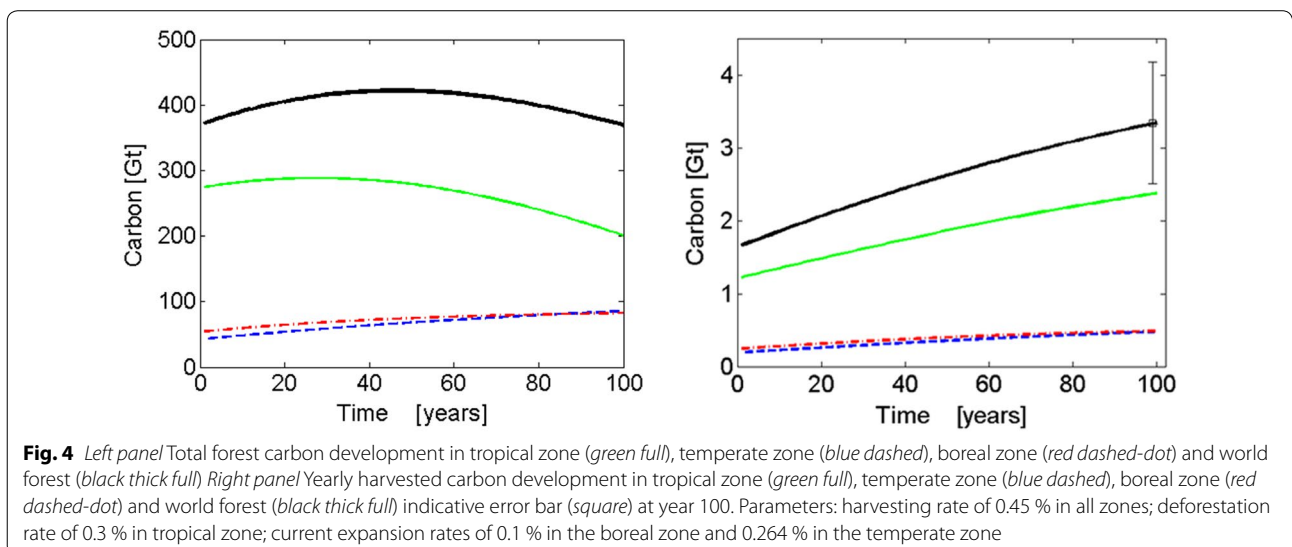 500
400
300
200
100
0
Carbon [Gt]
0 20 40 60 80 100
Time [years]
4
3
2
1
0
Carbon [Gt]
0 20 40 60 80 100
Time [years]
Fig. 4 Left panel Total forest carbon development in tropical zone (green full), temperate zone (blue dashed), boreal zone (red dashed-dot) and world
forest (black thick full) Right panel Yearly harvested carbon development in tropical zone (green full), temperate zone (blue dashed), boreal zone (red
dashed-dot) and world forest (black thick full) indicative error bar (square) at year 100. Parameters: harvesting rate of 0.45 % in all zones; deforestation
rate of 0.3 % in tropical zone; current expansion rates of 0.1 % in the boreal zone and 0.264 % in the temperate zone